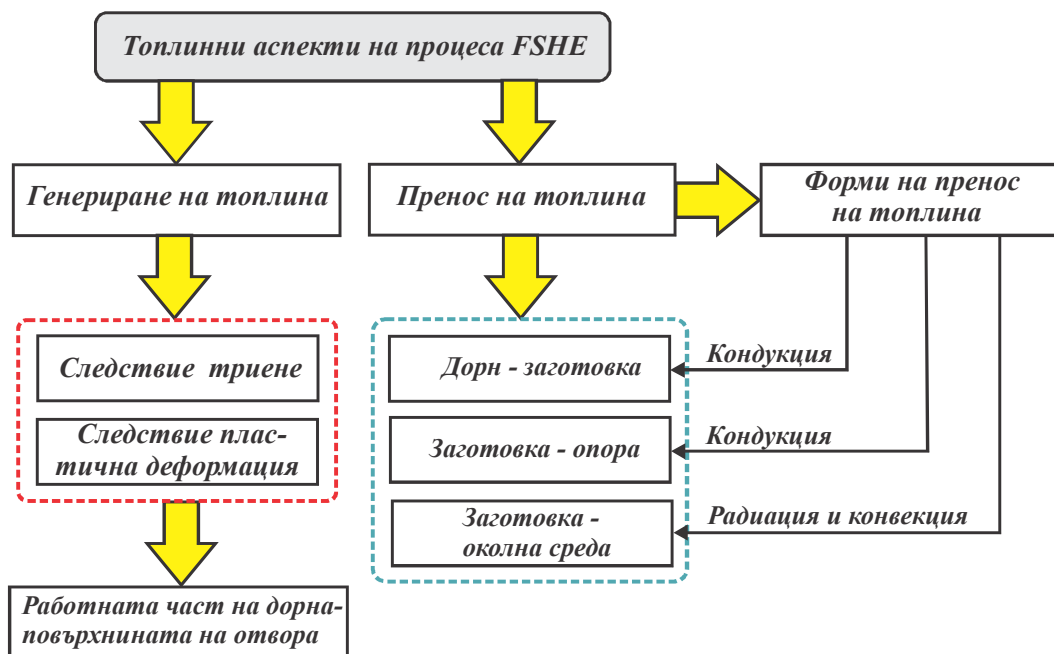 Топлинни аспекти на процеса FSHE
Генериране на топлина
Пренос на топлина
Форми на пренос
на топлина
Следствие триене
Следствие плас-
тична деформация
Дорн - заготовка
Кондукция
Заготовка - опора
Кондукция
Заготовка -
околна среда
Радиация и конвекция
Работната част на дорна-
повърхнината на отвора